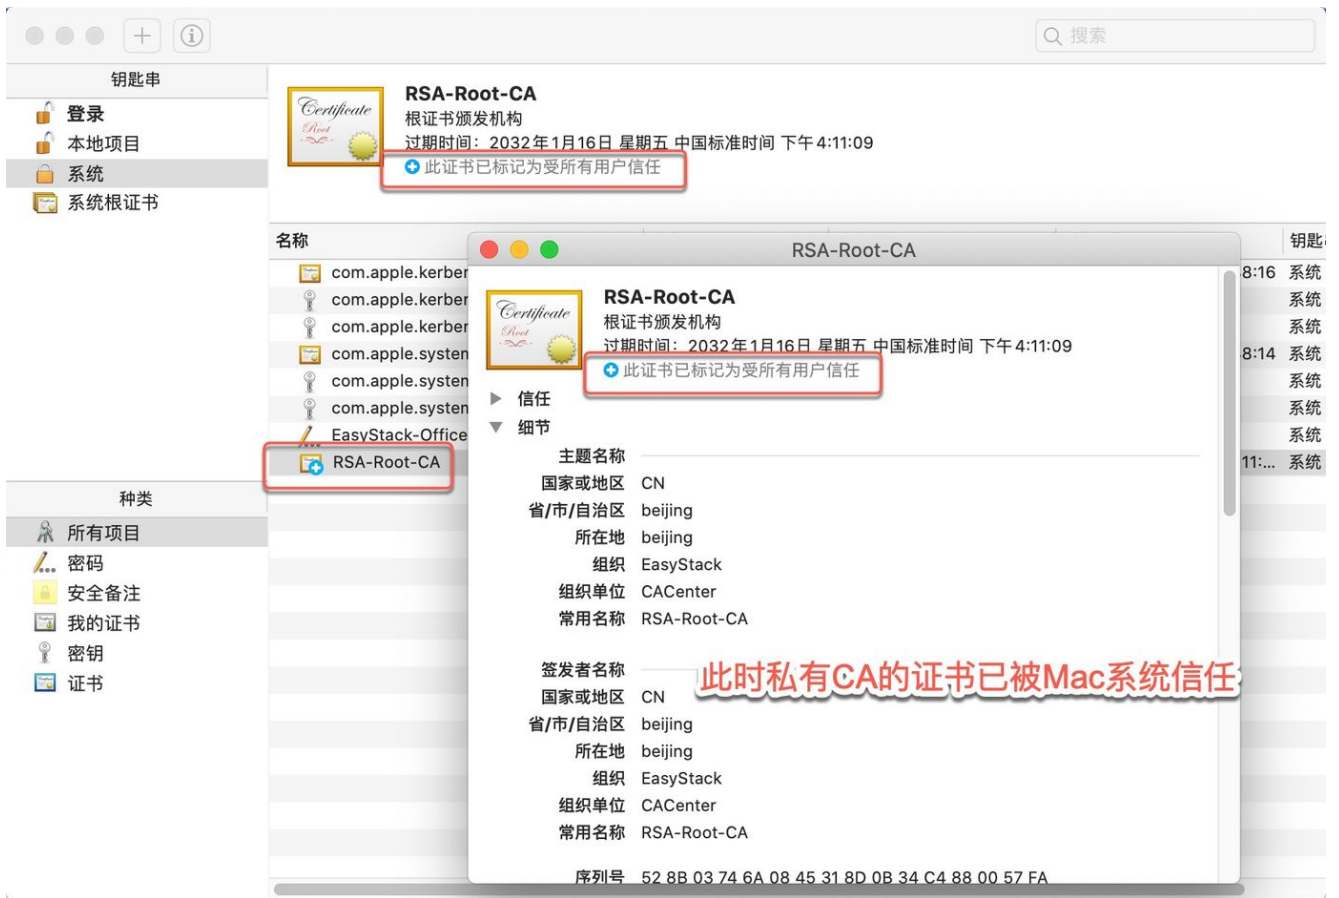 搜索
钥匙串
登录
本地项目
系统
系统根证书
Certificate
Root
RSA-Root-CA
根证书颁发机构
过期时间：2032年1月16日 星期五 中国标准时间 下午4:11:09
此证书已标记为受所有用户信任
名称
钥匙
com.apple.kerber
8:16 系统
com.apple.kerber
系统
com.apple.kerber
系统
com.apple.system
8:14 系统
com.apple.system
系统
com.apple.system
系统
EasyStack-Office
系统
RSA-Root-CA
11:... 系统
种类
所有项目
密码
安全备注
我的证书
密钥
证书
RSA-Root-CA
Certificate
Root
RSA-Root-CA
根证书颁发机构
过期时间：2032年1月16日 星期五 中国标准时间 下午4:11:09
此证书已标记为受所有用户信任
信任
细节
主题名称
国家或地区 CN
省/市/自治区 beijing
所在地 beijing
组织 EasyStack
组织单位 CACenter
常用名称 RSA-Root-CA
签发者名称
此时私有CA的证书已被Mac系统信任
国家或地区 CN
省/市/自治区 beijing
所在地 beijing
组织 EasyStack
组织单位 CACenter
常用名称 RSA-Root-CA
序列号 52 8B 03 74 6A 08 45 31 8D 0B 34 C4 88 00 57 FA